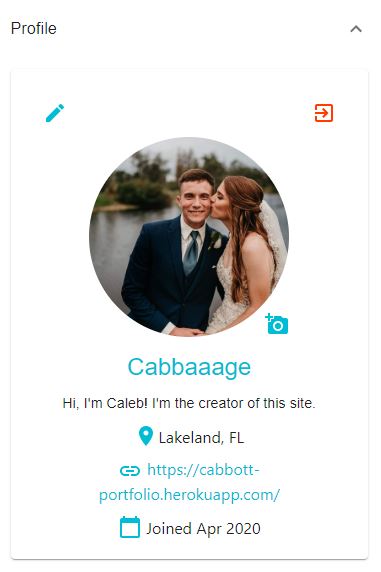 Profile
Cabbaaage
Hi, I'm Caleb! I'm the creator of this site.
Lakeland, FL
https://cabbott-
portfolio.herokuapp.com/
Joined Apr 2020